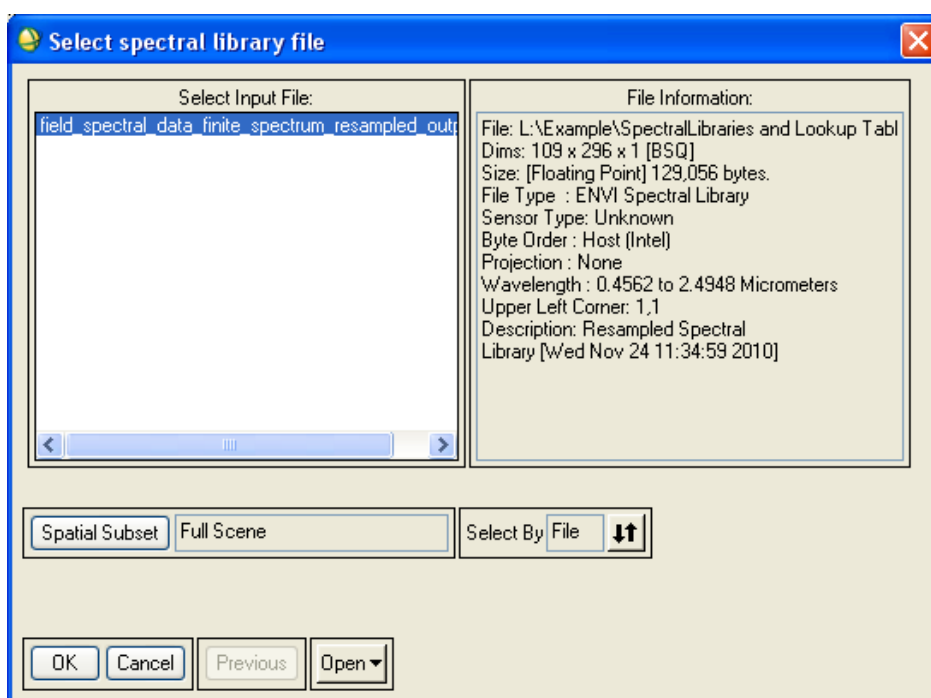 Select spectral library file
Select Input File:
field_spectral_data_finite_spectrum_resampled_outp
File Information:
File: L:\Example\SpectralLibraries and Lookup Tabl
Dims: 109 x 296 x 1 [BSQ]
Size: [Floating Point] 129,056 bytes.
File Type : ENVI Spectral Library
Sensor Type: Unknown
Byte Order : Host (Intel)
Projection : None
Wavelength : 0.4562 to 2.4948 Micrometers
Upper Left Corner: 1,1
Description: Resampled Spectral
Library [Wed Nov 24 11:34:59 2010]
Spatial Subset Full Scene Select By File
OK Cancel Previous Open